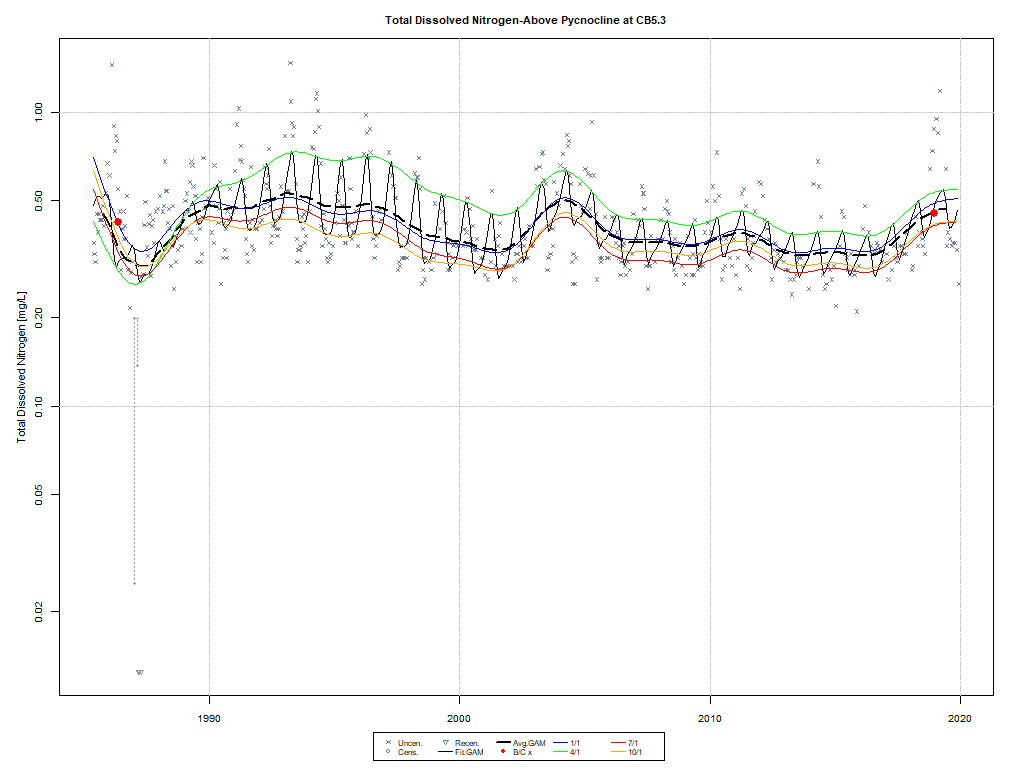 Total Dissolved Nitrogen-Above Pycnocline at CB5.3
Total Dissolved Nitrogen [mg/L]
1.00
0.50
0.20
0.10
0.05
0.02
1990 2000 2010 2020
Uncen. Recen. Avg.GAM 1/1 7/1
Cens. Fit.GAM B/C x 4/1 10/1